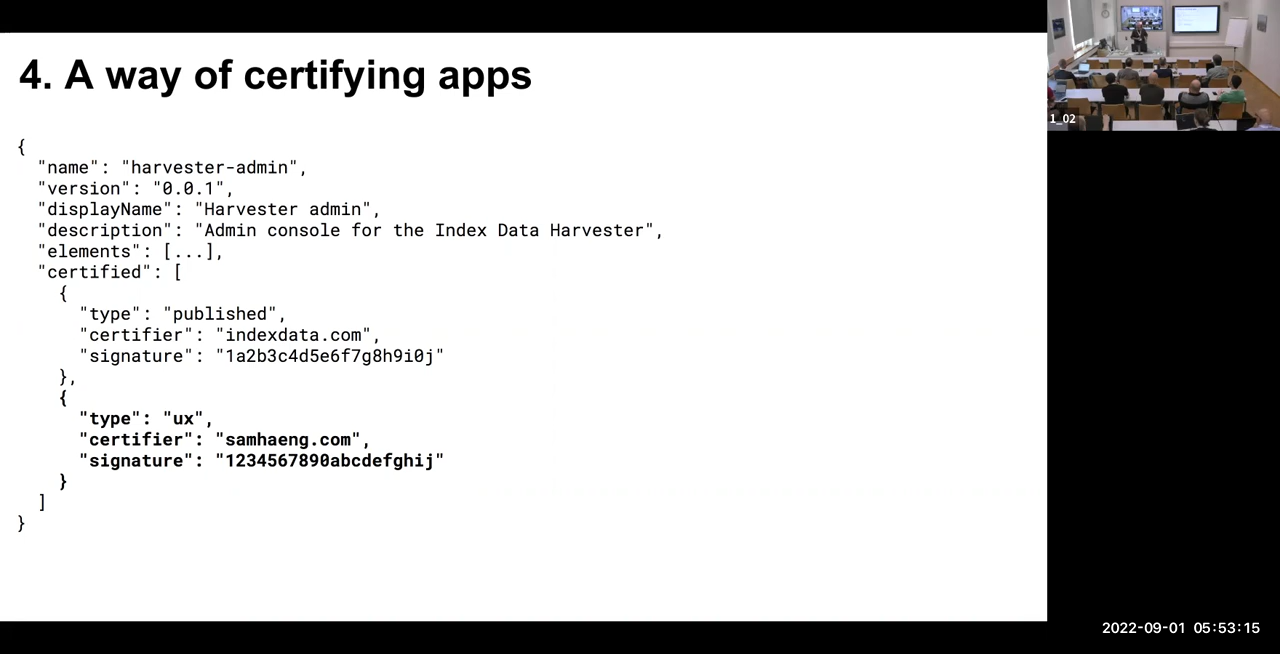 4. A way of certifying apps
{
"name": "harvester-admin",
"version": "0.0.1",
"displayName": "Harvester admin",
"description": "Admin console for the Index Data Harvester",
"elements": [...],
"certified": [
{
"type": "published",
"certifier": "indexdata.com",
"signature": "1a2b3c4d5e6f7g8h9i0j"
},
{
"type": "ux",
"certifier": "samhaeng.com",
"signature": "1234567890abcdefghij"
}
]
}
1_02
2022-09-01 05:53:15